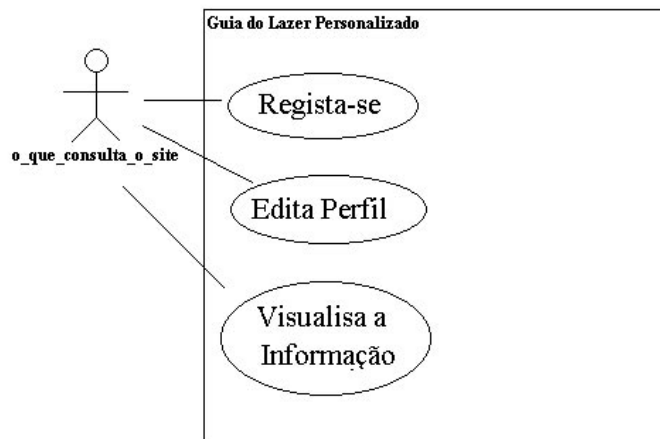 Guia do Lazer Personalizado
Regista-se
o_que_consulta_o_site
Edita Perfil
Visualisa a
Informação